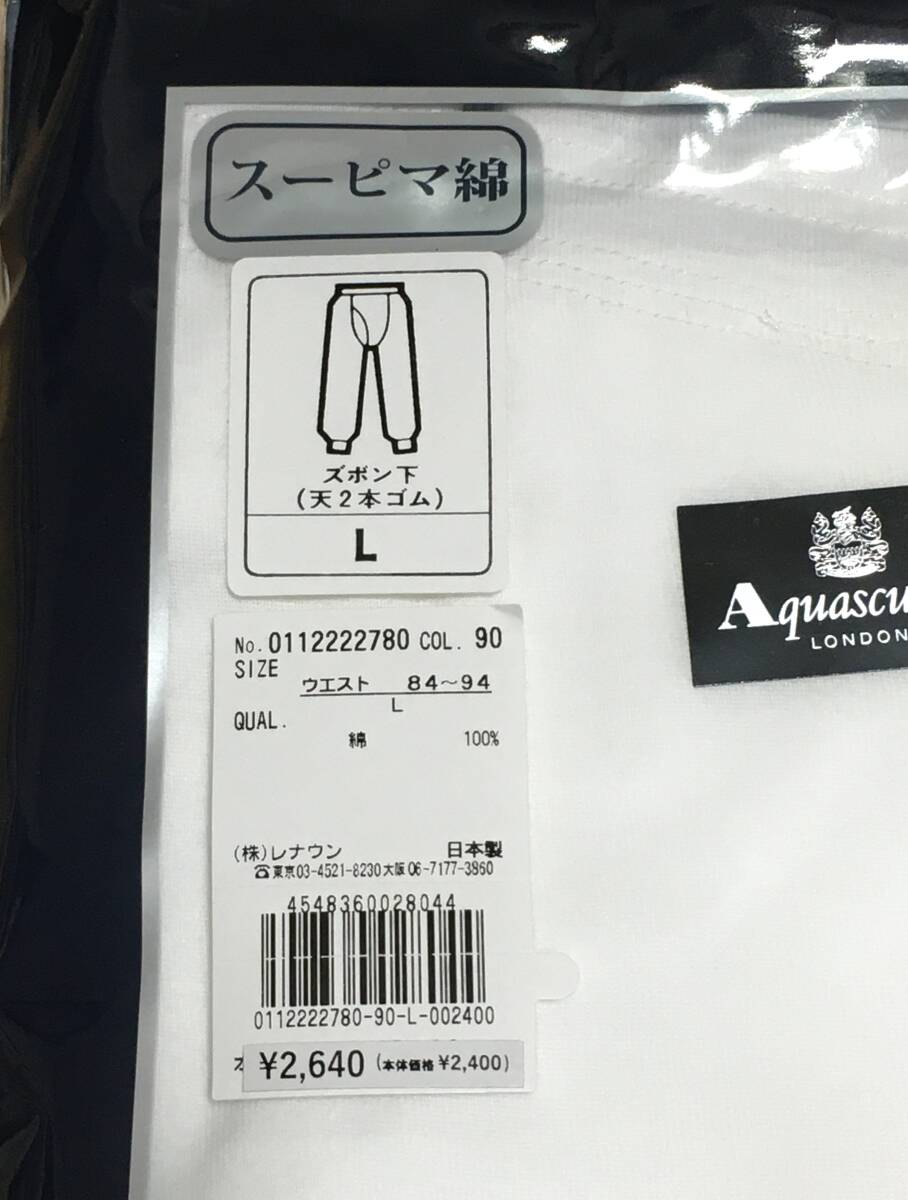 スーピマ綿
ズボン下
(天2本ゴム)
L
Aquascu
LONDON
No. 0112222780 COL. 90
SIZE
ウエスト 84～94
L
QUAL.
綿 100%
(株)レナウン 日本製
☎東京03-4521-8230大阪06-7177-3860
4548360028044
0112222780-90-L-002400
¥2,640 (本体価格 ¥2,400)